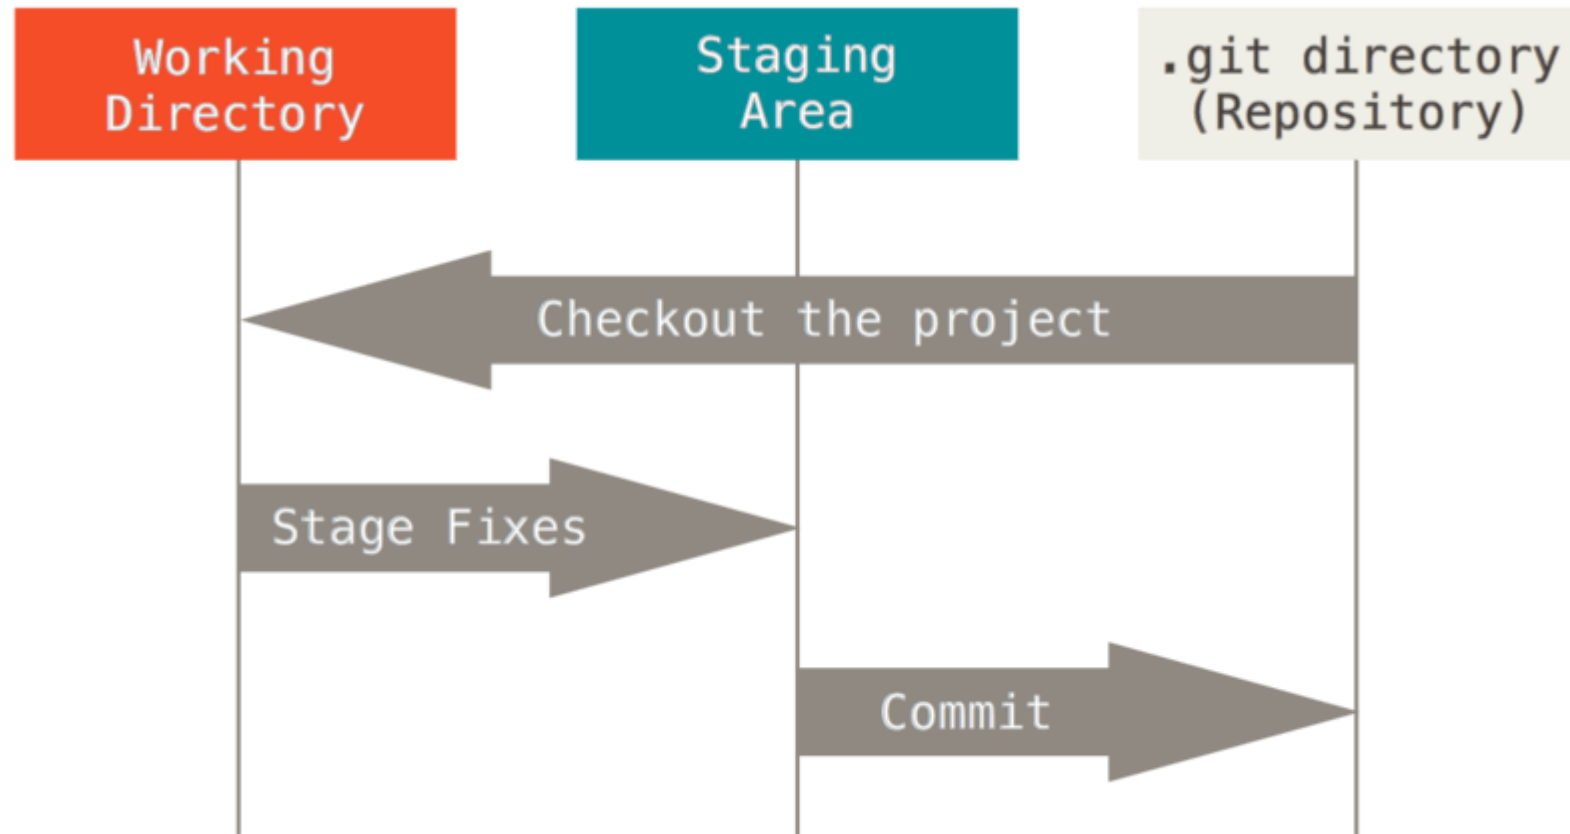 Working
Directory
Staging
Area
.git directory
(Repository)
Checkout the project
Stage Fixes
Commit